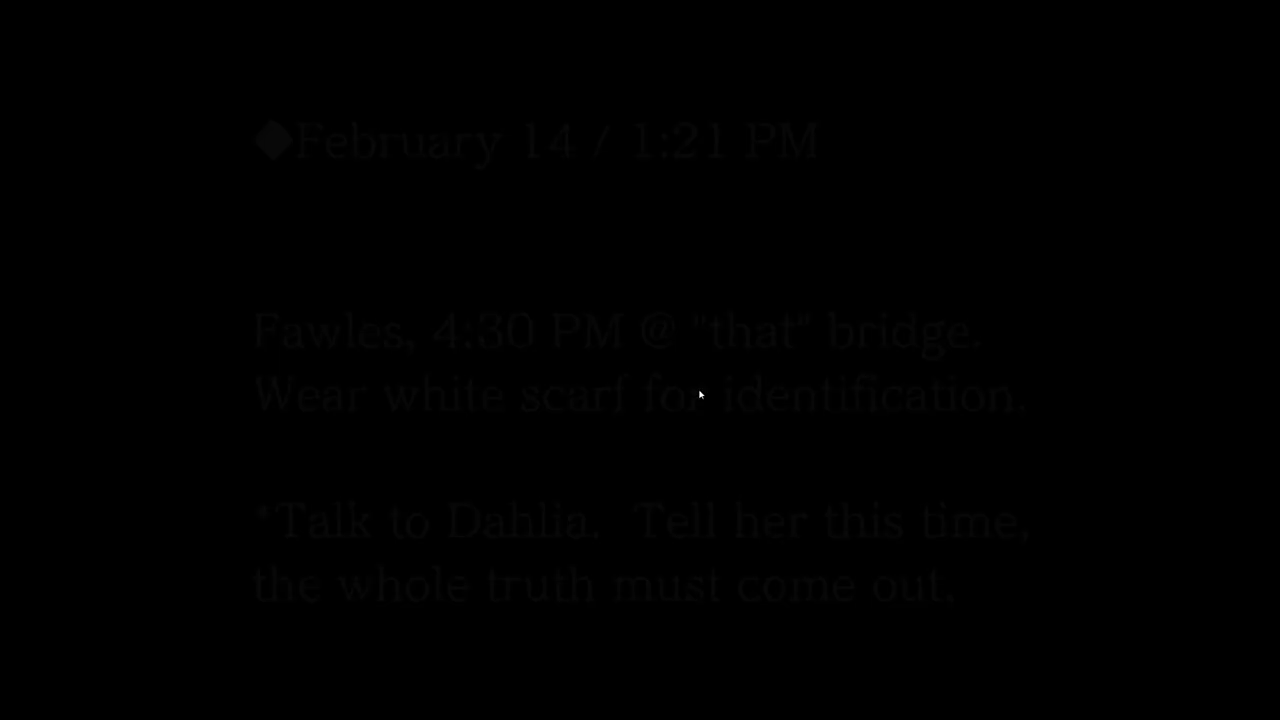 ◆February 14 / 1:21 PM
Fawles, 4:30 PM @ "that" bridge.
Wear white scarf for identification.
*Talk to Dahlia. Tell her this time,
the whole truth must come out.